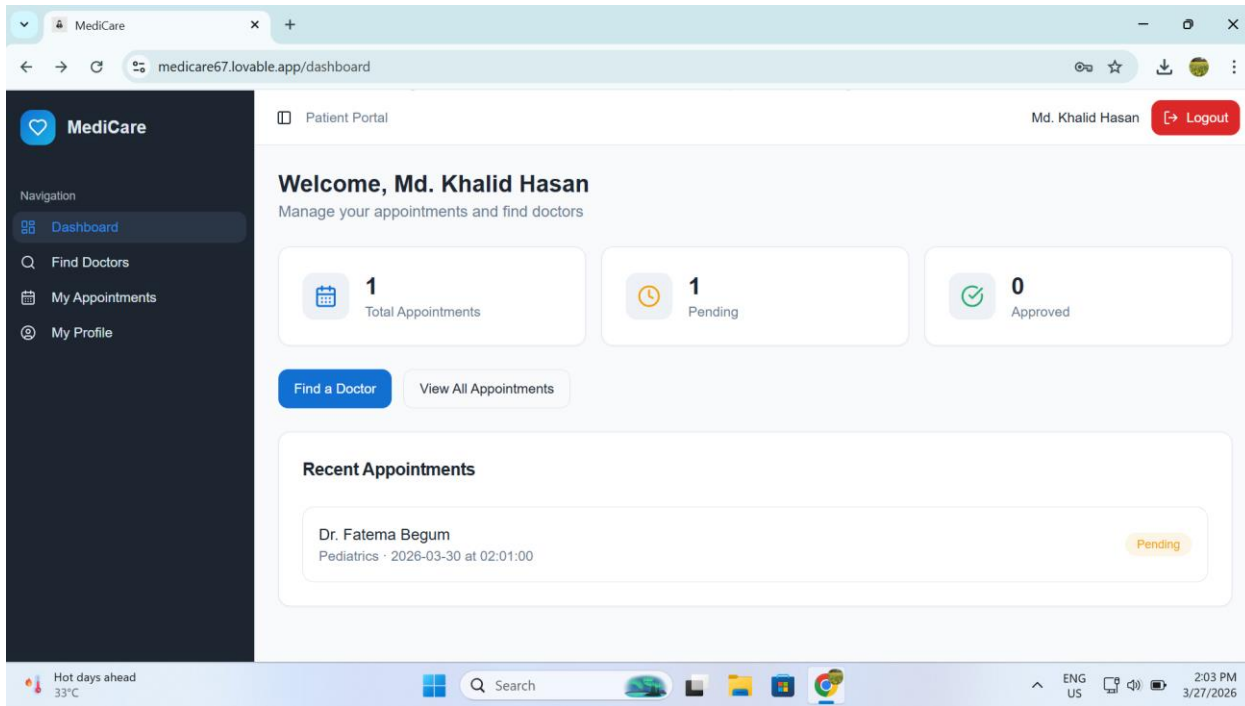 MediCare
medicare67.lovable.app/dashboard
MediCare
Patient Portal
Md. Khalid Hasan
Logout
Navigation
Dashboard
Find Doctors
My Appointments
My Profile
Welcome, Md. Khalid Hasan
Manage your appointments and find doctors
1
Total Appointments
1
Pending
0
Approved
Find a Doctor
View All Appointments
Recent Appointments
Dr. Fatema Begum
Pediatrics · 2026-03-30 at 02:01:00
Pending
Hot days ahead
33°C
Search
ENG
US
2:03 PM
3/27/2026